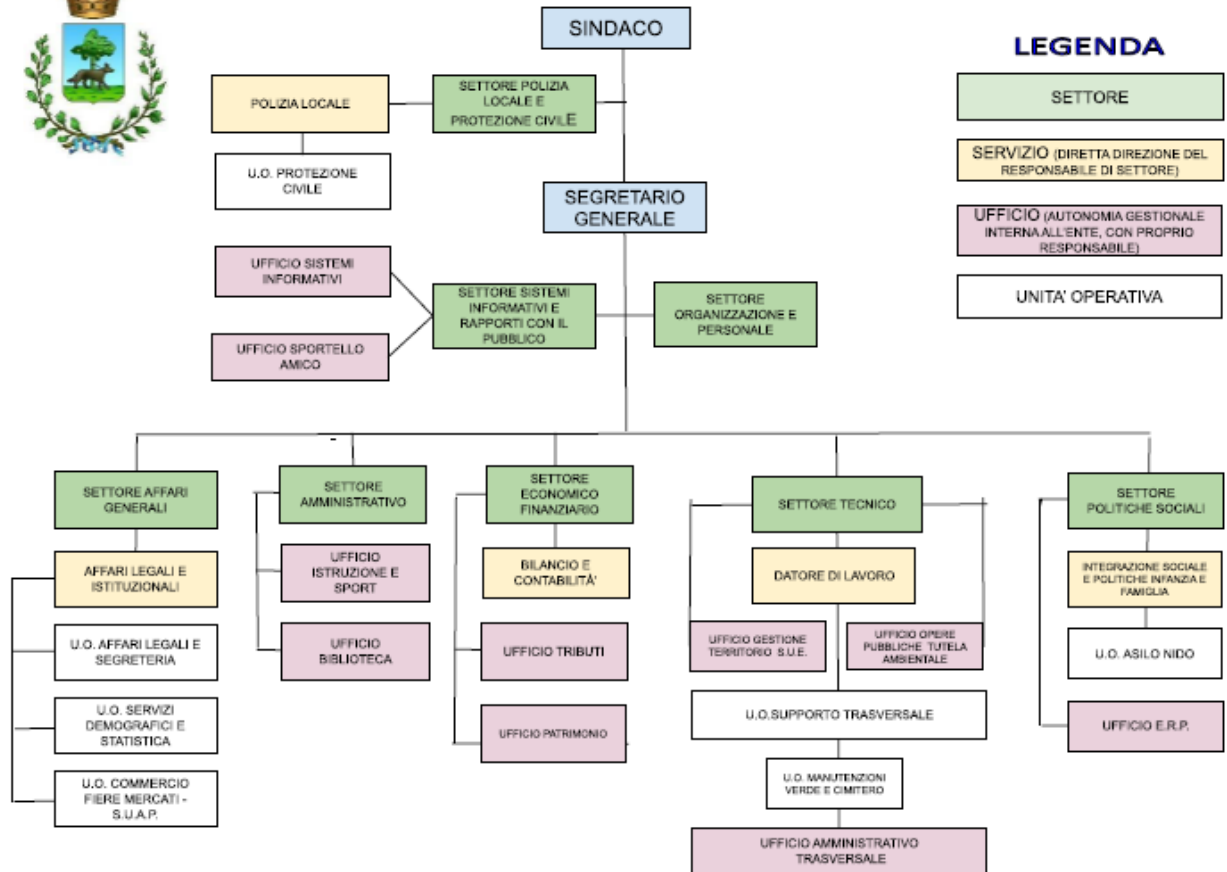 SINDACO
LEGENDA
SETTORE
SERVIZIO (DIRETTA DIREZIONE DEL
RESPONSABILE DI SETTORE)
UFFICIO (AUTONOMIA GESTIONALE
INTERNA ALL'ENTE, CON PROPRIO
RESPONSABILE)
UNITA' OPERATIVA
POLIZIA LOCALE
SETTORE POLIZIA
LOCALE E
PROTEZIONE CIVILE
U.O. PROTEZIONE
CIVILE
SEGRETARIO
GENERALE
UFFICIO SISTEMI
INFORMATIVI
UFFICIO SPORTELLO
AMICO
SETTORE SISTEMI
INFORMATIVI E
RAPPORTI CON IL
PUBBLICO
SETTORE
ORGANIZZAZIONE E
PERSONALE
SETTORE AFFARI
GENERALI
AFFARI LEGALI E
ISTITUZIONALI
U.O. AFFARI LEGALI E
SEGRETERIA
U.O. SERVIZI
DEMOGRAFICI E
STATISTICA
U.O. COMMERCIO
FIERE MERCATI -
S.U.A.P.
SETTORE
AMMINISTRATIVO
UFFICIO
ISTRUZIONE E
SPORT
UFFICIO
BIBLIOTECA
SETTORE
ECONOMICO
FINANZIARIO
BILANCIO E
CONTABILITÀ'
UFFICIO TRIBUTI
UFFICIO PATRIMONIO
SETTORE TECNICO
DATORE DI LAVORO
UFFICIO GESTIONE
TERRITORIO S.U.E.
UFFICIO OPERE
PUBBLICHE TUTELA
AMBIENTALE
U.O.SUPPORTO TRASVERSALE
U.O. MANUTENZIONI
VERDE E CIMITERO
UFFICIO AMMINISTRATIVO
TRASVERSALE
SETTORE
POLITICHE SOCIALI
INTEGRAZIONE SOCIALE
E POLITICHE INFANZIA E
FAMIGLIA
U.O. ASILO NIDO
UFFICIO E.R.P.